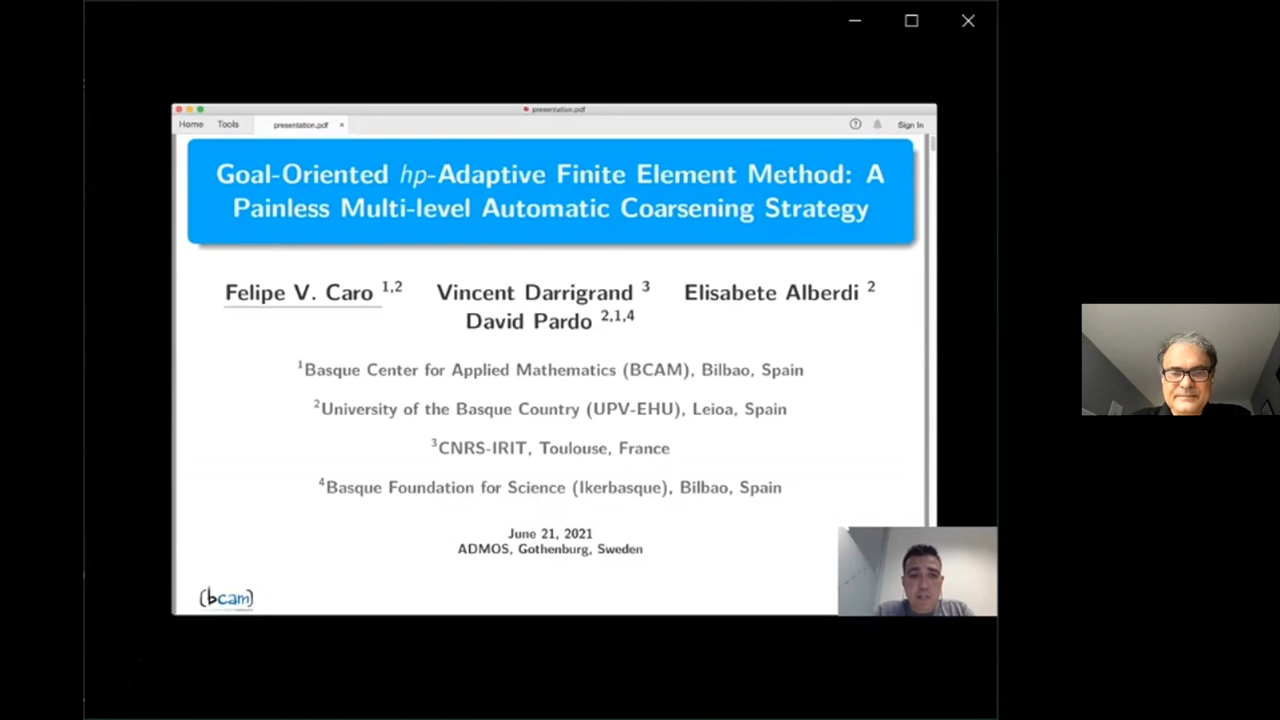 presentation.pdf
Home Tools presentation.pdf × Sign In
Goal-Oriented hp-Adaptive Finite Element Method: A
Painless Multi-level Automatic Coarsening Strategy
Felipe V. Caro 1,2 Vincent Darrigrand 3 Elisabete Alberdi 2
David Pardo 2,1,4
1Basque Center for Applied Mathematics (BCAM), Bilbao, Spain
2University of the Basque Country (UPV-EHU), Leioa, Spain
3CNRS-IRIT, Toulouse, France
4Basque Foundation for Science (Ikerbasque), Bilbao, Spain
June 21, 2021
ADMOS, Gothenburg, Sweden
(bcam)